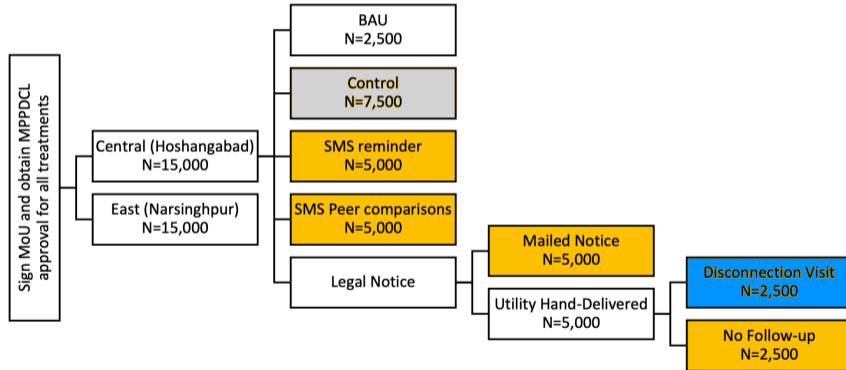 Sign MoU and obtain MPPDCL
approval for all treatments
Central (Hoshangabad)
N=15,000
East (Narsinghpur)
N=15,000
BAU
N=2,500
Control
N=7,500
SMS reminder
N=5,000
SMS Peer comparisons
N=5,000
Legal Notice
Mailed Notice
N=5,000
Utility Hand-Delivered
N=5,000
Disconnection Visit
N=2,500
No Follow-up
N=2,500